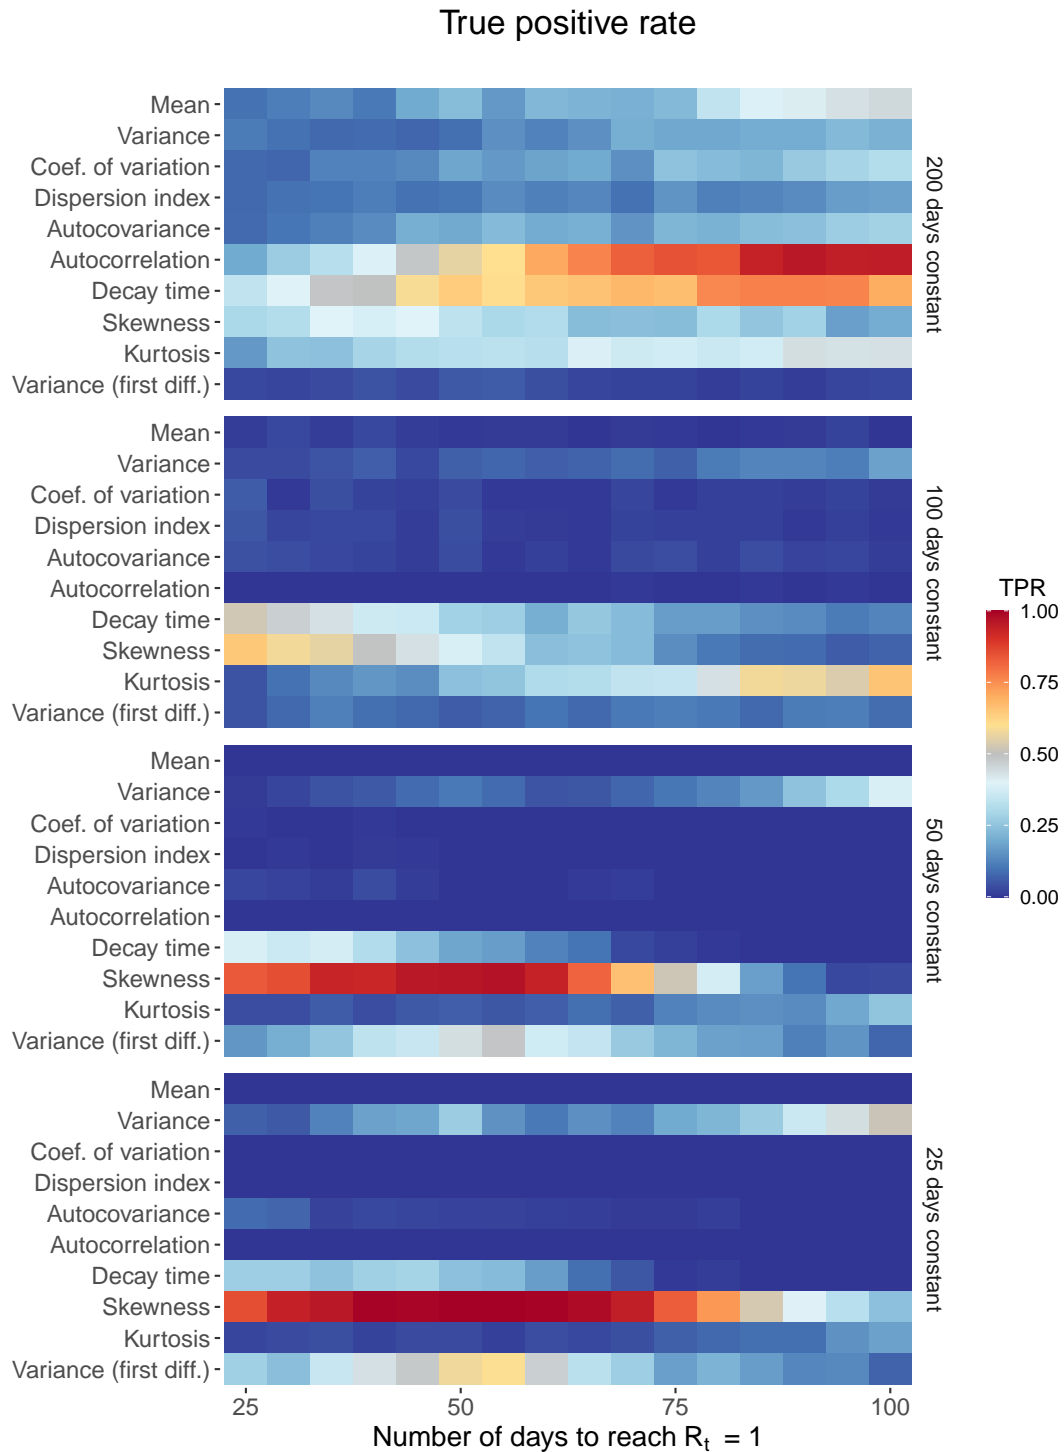 True positive rate
Mean
Variance
Coef. of variation
Dispersion index
Autocovariance
Autocorrelation
Decay time
Skewness
Kurtosis
Variance (first diff.)
200 days constant
Mean
Variance
Coef. of variation
Dispersion index
Autocovariance
Autocorrelation
Decay time
Skewness
Kurtosis
Variance (first diff.)
100 days constant
TPR
1.00
0.75
0.50
0.25
0.00
Mean
Variance
Coef. of variation
Dispersion index
Autocovariance
Autocorrelation
Decay time
Skewness
Kurtosis
Variance (first diff.)
50 days constant
Mean
Variance
Coef. of variation
Dispersion index
Autocovariance
Autocorrelation
Decay time
Skewness
Kurtosis
Variance (first diff.)
25 days constant
25 50 75 100
Number of days to reach Rₜ = 1